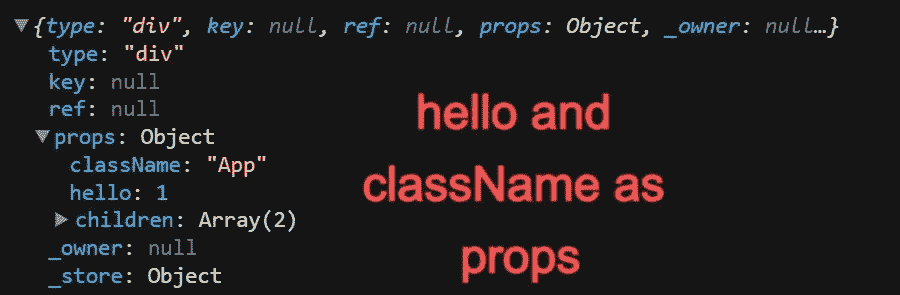 {type: "div", key: null, ref: null, props: Object, _owner: null…}
type: "div"
key: null
ref: null
props: Object
className: "App"
hello: 1
children: Array(2)
_owner: null
_store: Object
hello and
className as
props